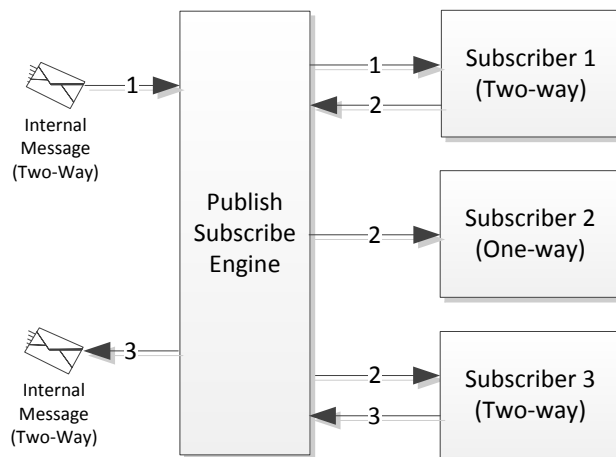 1
Internal
Message
(Two-Way)
Publish
Subscribe
Engine
1
2
Subscriber 1
(Two-way)
2
Subscriber 2
(One-way)
3
Internal
Message
(Two-Way)
2
3
Subscriber 3
(Two-way)